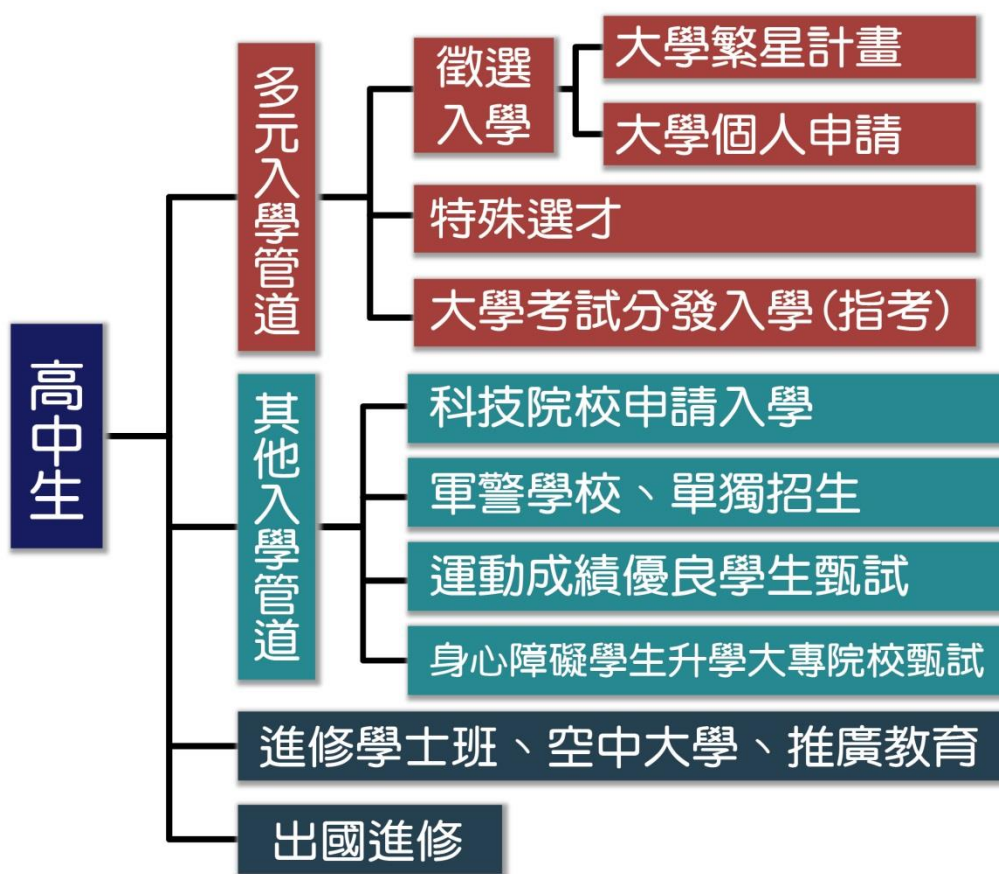 高中生
多元入學管道
徵選
入學
大學繁星計畫
大學個人申請
特殊選才
大學考試分發入學(指考)
其他入學管道
科技院校申請入學
軍警學校、單獨招生
運動成績優良學生甄試
身心障礙學生升學大專院校甄試
進修學士班、空中大學、推廣教育
出國進修